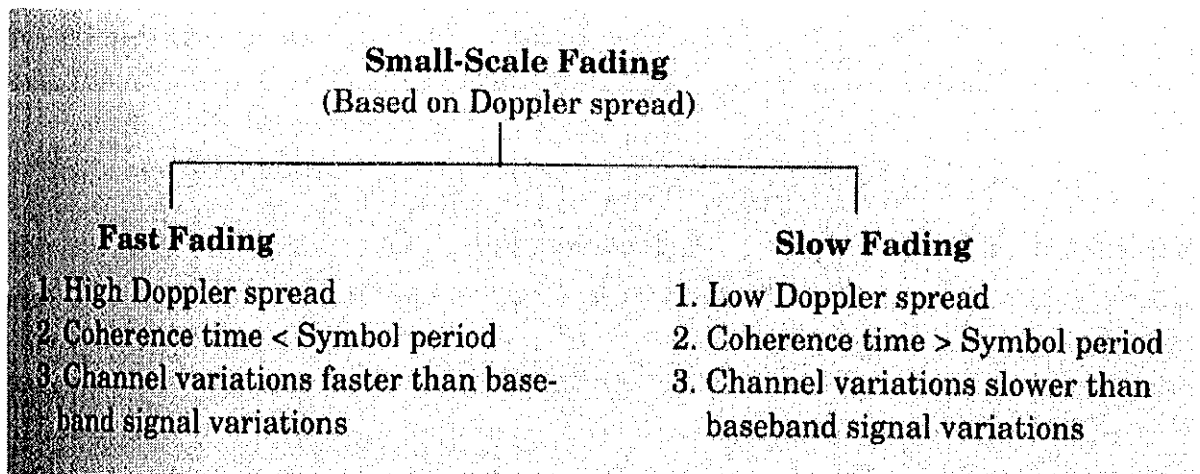 Small-Scale Fading
(Based on Doppler spread)
Fast Fading
1. High Doppler spread
2. Coherence time < Symbol period
3. Channel variations faster than base-
band signal variations
Slow Fading
1. Low Doppler spread
2. Coherence time > Symbol period
3. Channel variations slower than
baseband signal variations